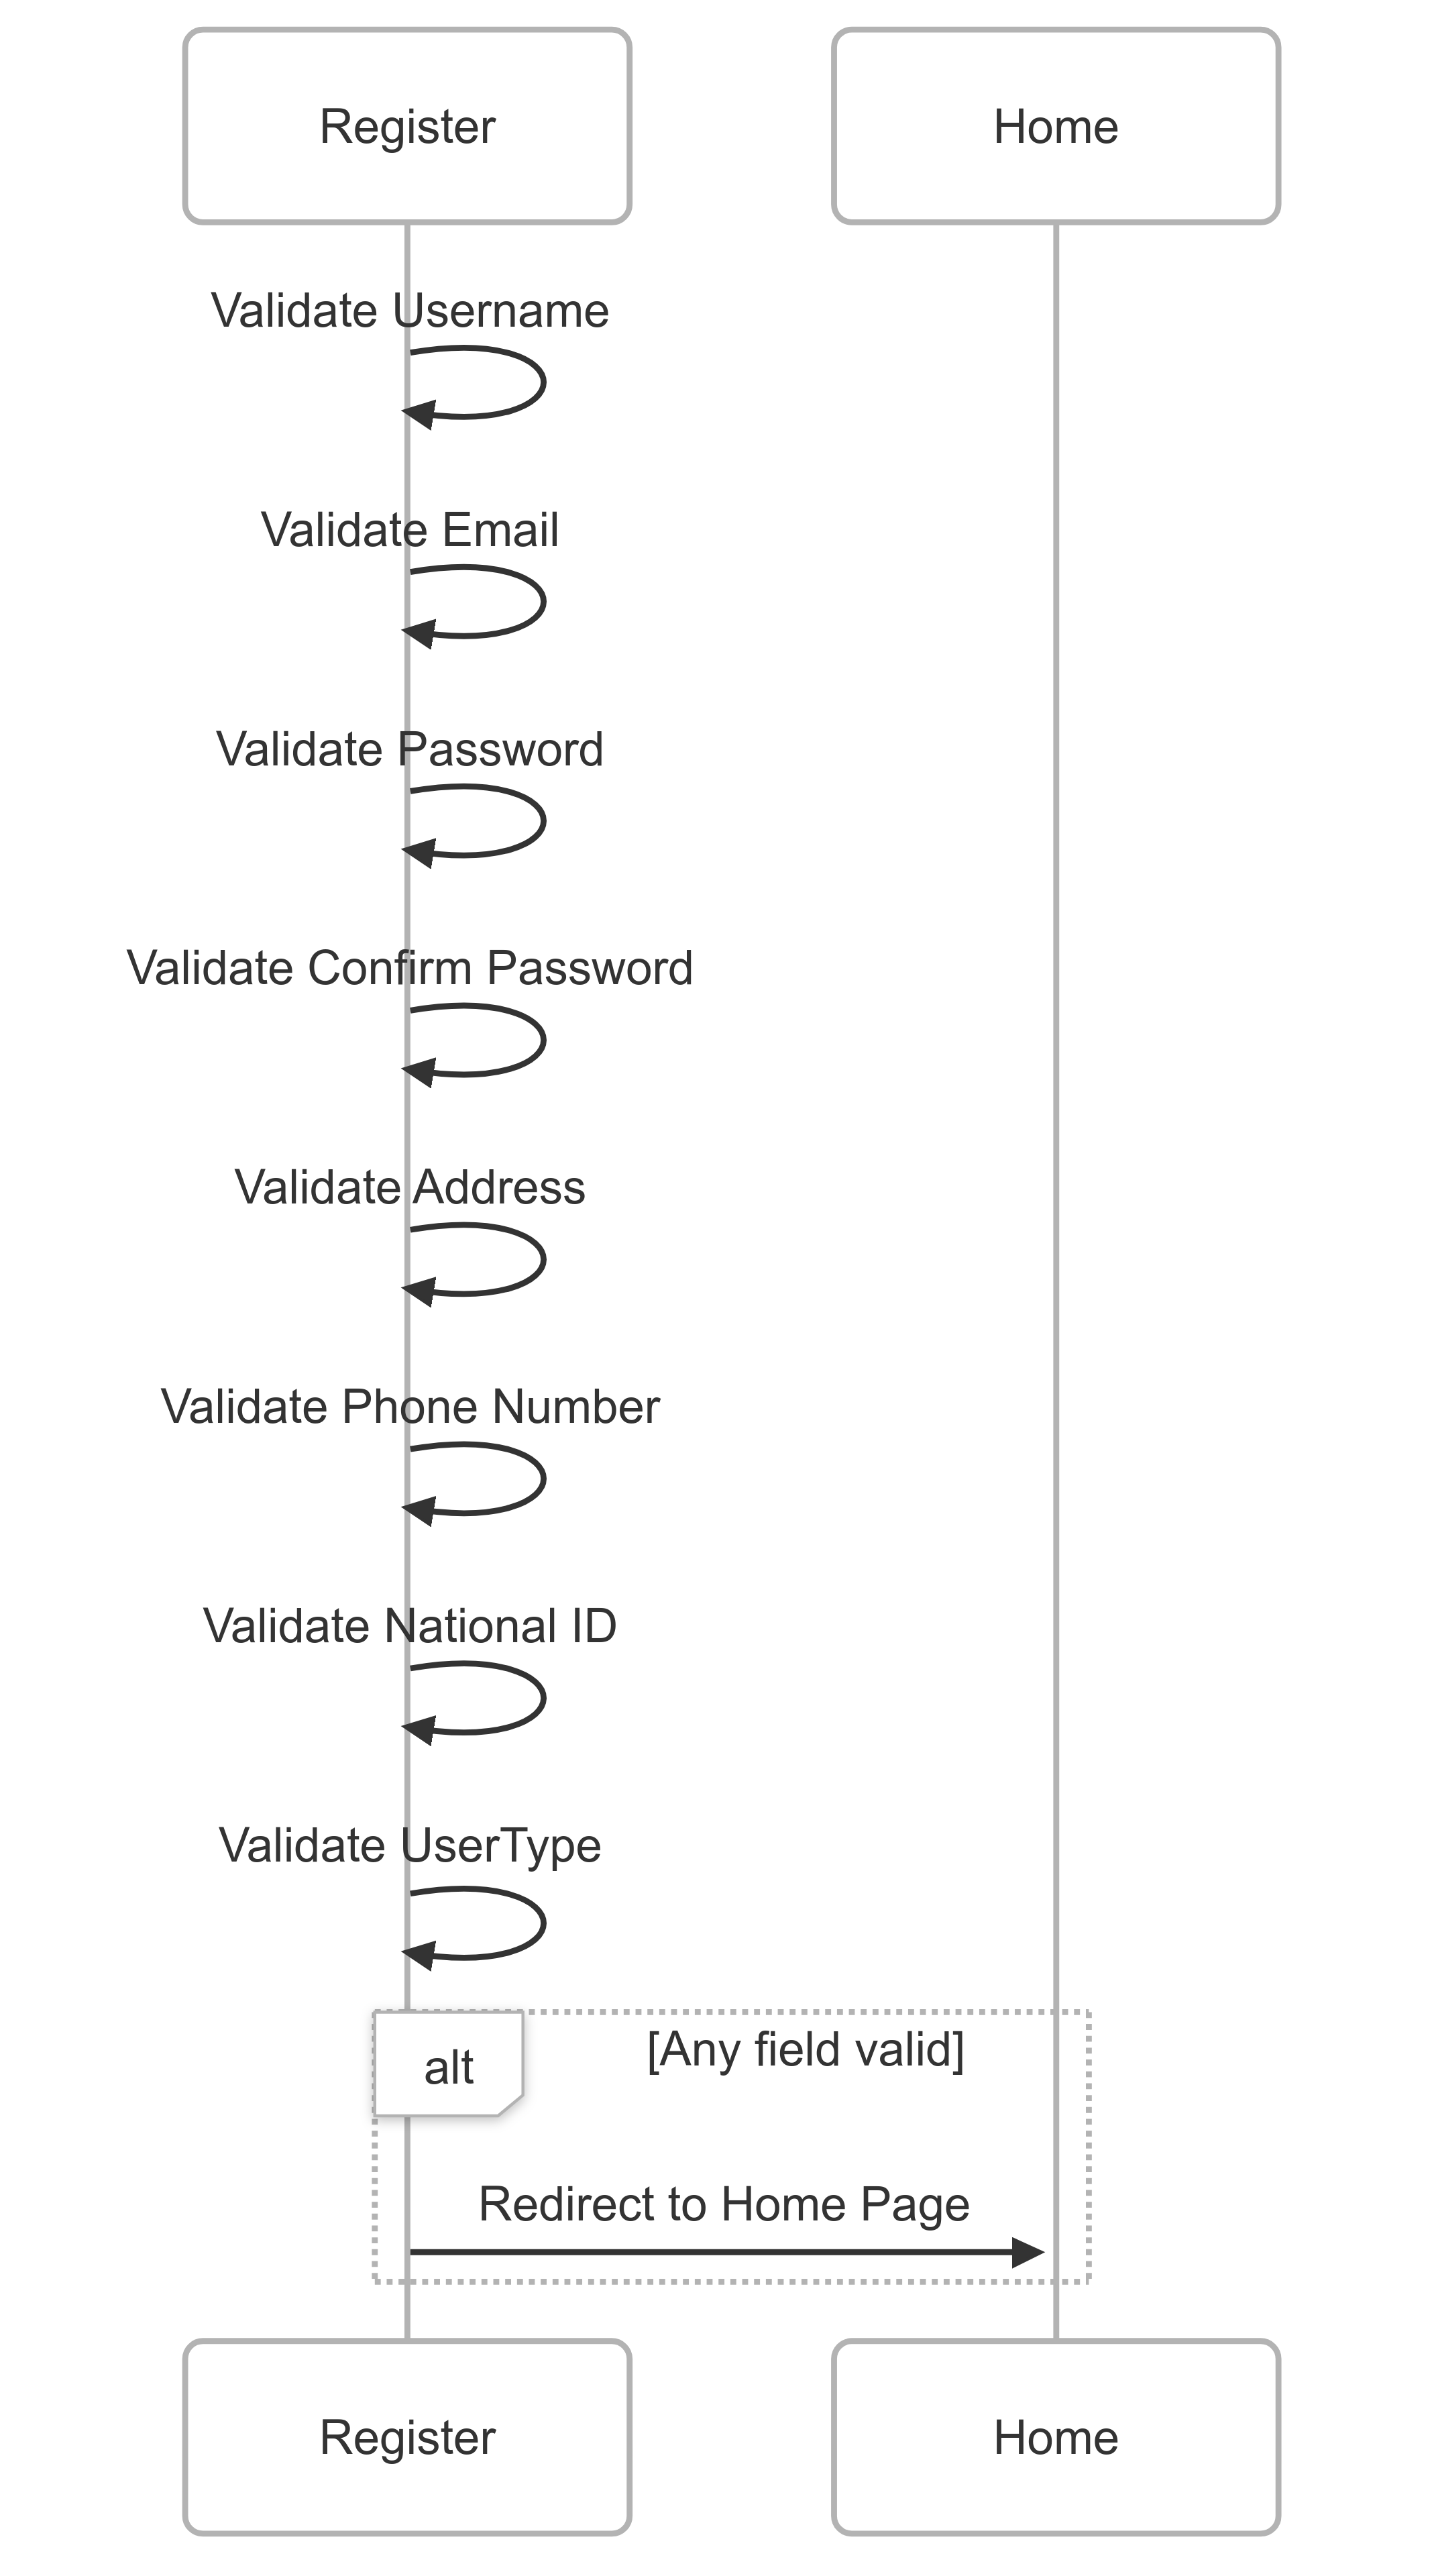 Register
Home
Validate Username
Validate Email
Validate Password
Validate Confirm Password
Validate Address
Validate Phone Number
Validate National ID
Validate UserType
alt
[Any field valid]
Redirect to Home Page
Register
Home